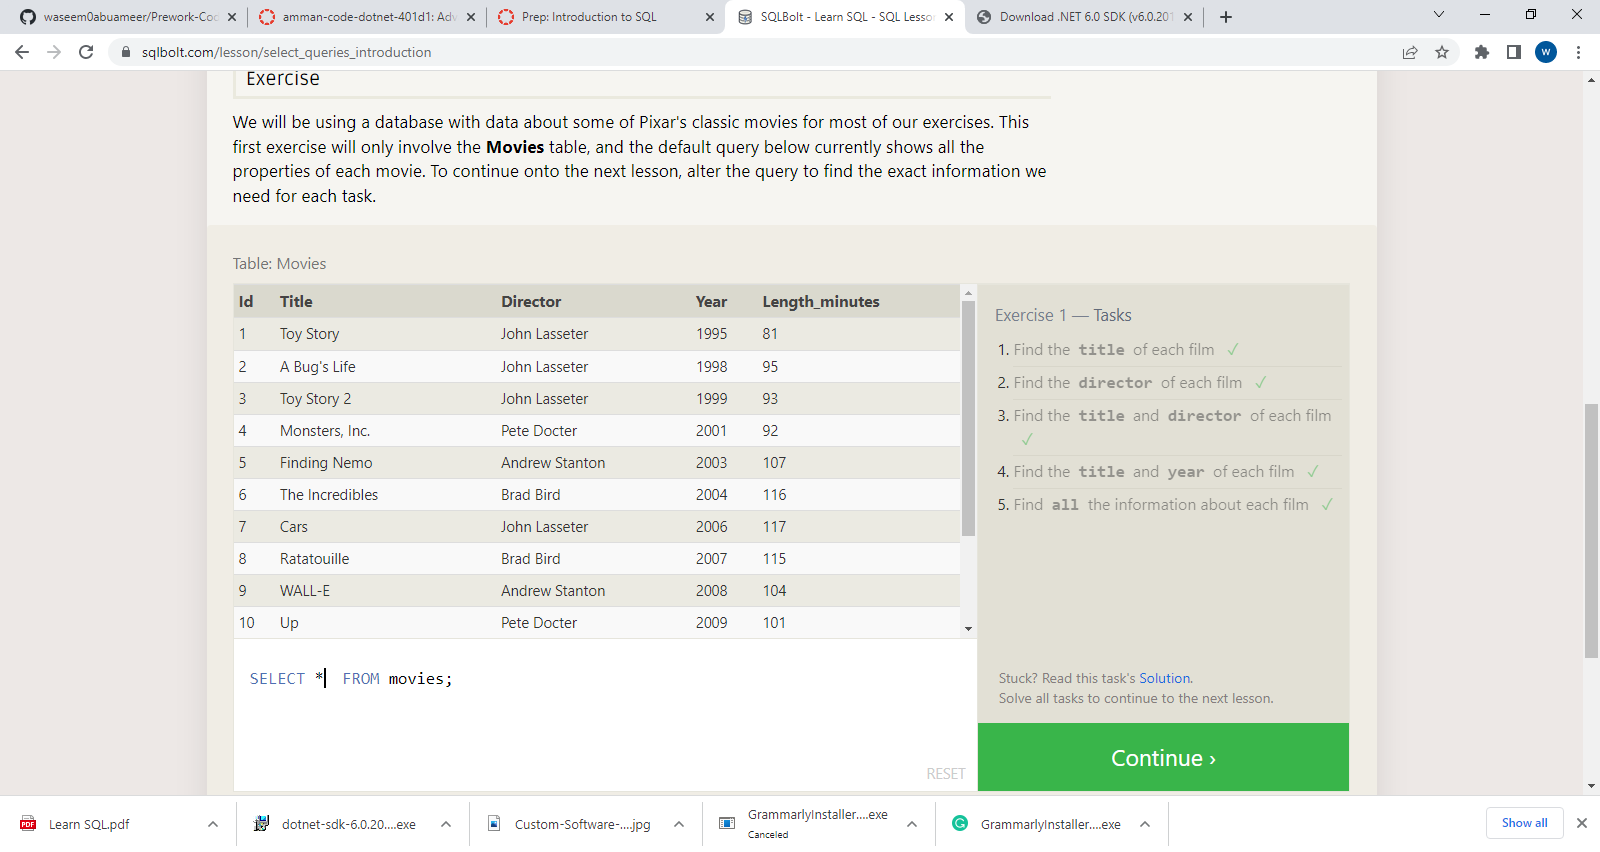 waseem0abuameer/Prework-Coo
amman-code-dotnet-401d1: Adv
Prep: Introduction to SQL
SQLBolt - Learn SQL - SQL Lesso
Download .NET 6.0 SDK (v6.0.201
sqlbolt.com/lesson/select_queries_introduction
W
Exercise
We will be using a database with data about some of Pixar's classic movies for most of our exercises. This
first exercise will only involve the Movies table, and the default query below currently shows all the
properties of each movie. To continue onto the next lesson, alter the query to find the exact information we
need for each task.
Table: Movies
Id Title Director Year Length_minutes
1 Toy Story John Lasseter 1995 81
2 A Bug's Life John Lasseter 1998 95
3 Toy Story 2 John Lasseter 1999 93
4 Monsters, Inc. Pete Docter 2001 92
5 Finding Nemo Andrew Stanton 2003 107
6 The Incredibles Brad Bird 2004 116
7 Cars John Lasseter 2006 117
8 Ratatouille Brad Bird 2007 115
9 WALL-E Andrew Stanton 2008 104
10 Up Pete Docter 2009 101
SELECT * FROM movies;
RESET
Exercise 1 — Tasks
1. Find the title of each film ✓
2. Find the director of each film ✓
3. Find the title and director of each film
✓
4. Find the title and year of each film ✓
5. Find all the information about each film ✓
Stuck? Read this task's Solution.
Solve all tasks to continue to the next lesson.
Continue ›
PDF
Learn SQL.pdf
dotnet-sdk-6.0.20....exe
Custom-Software-....jpg
GrammarlyInstaller....exe
Canceled
GrammarlyInstaller....exe
Show all